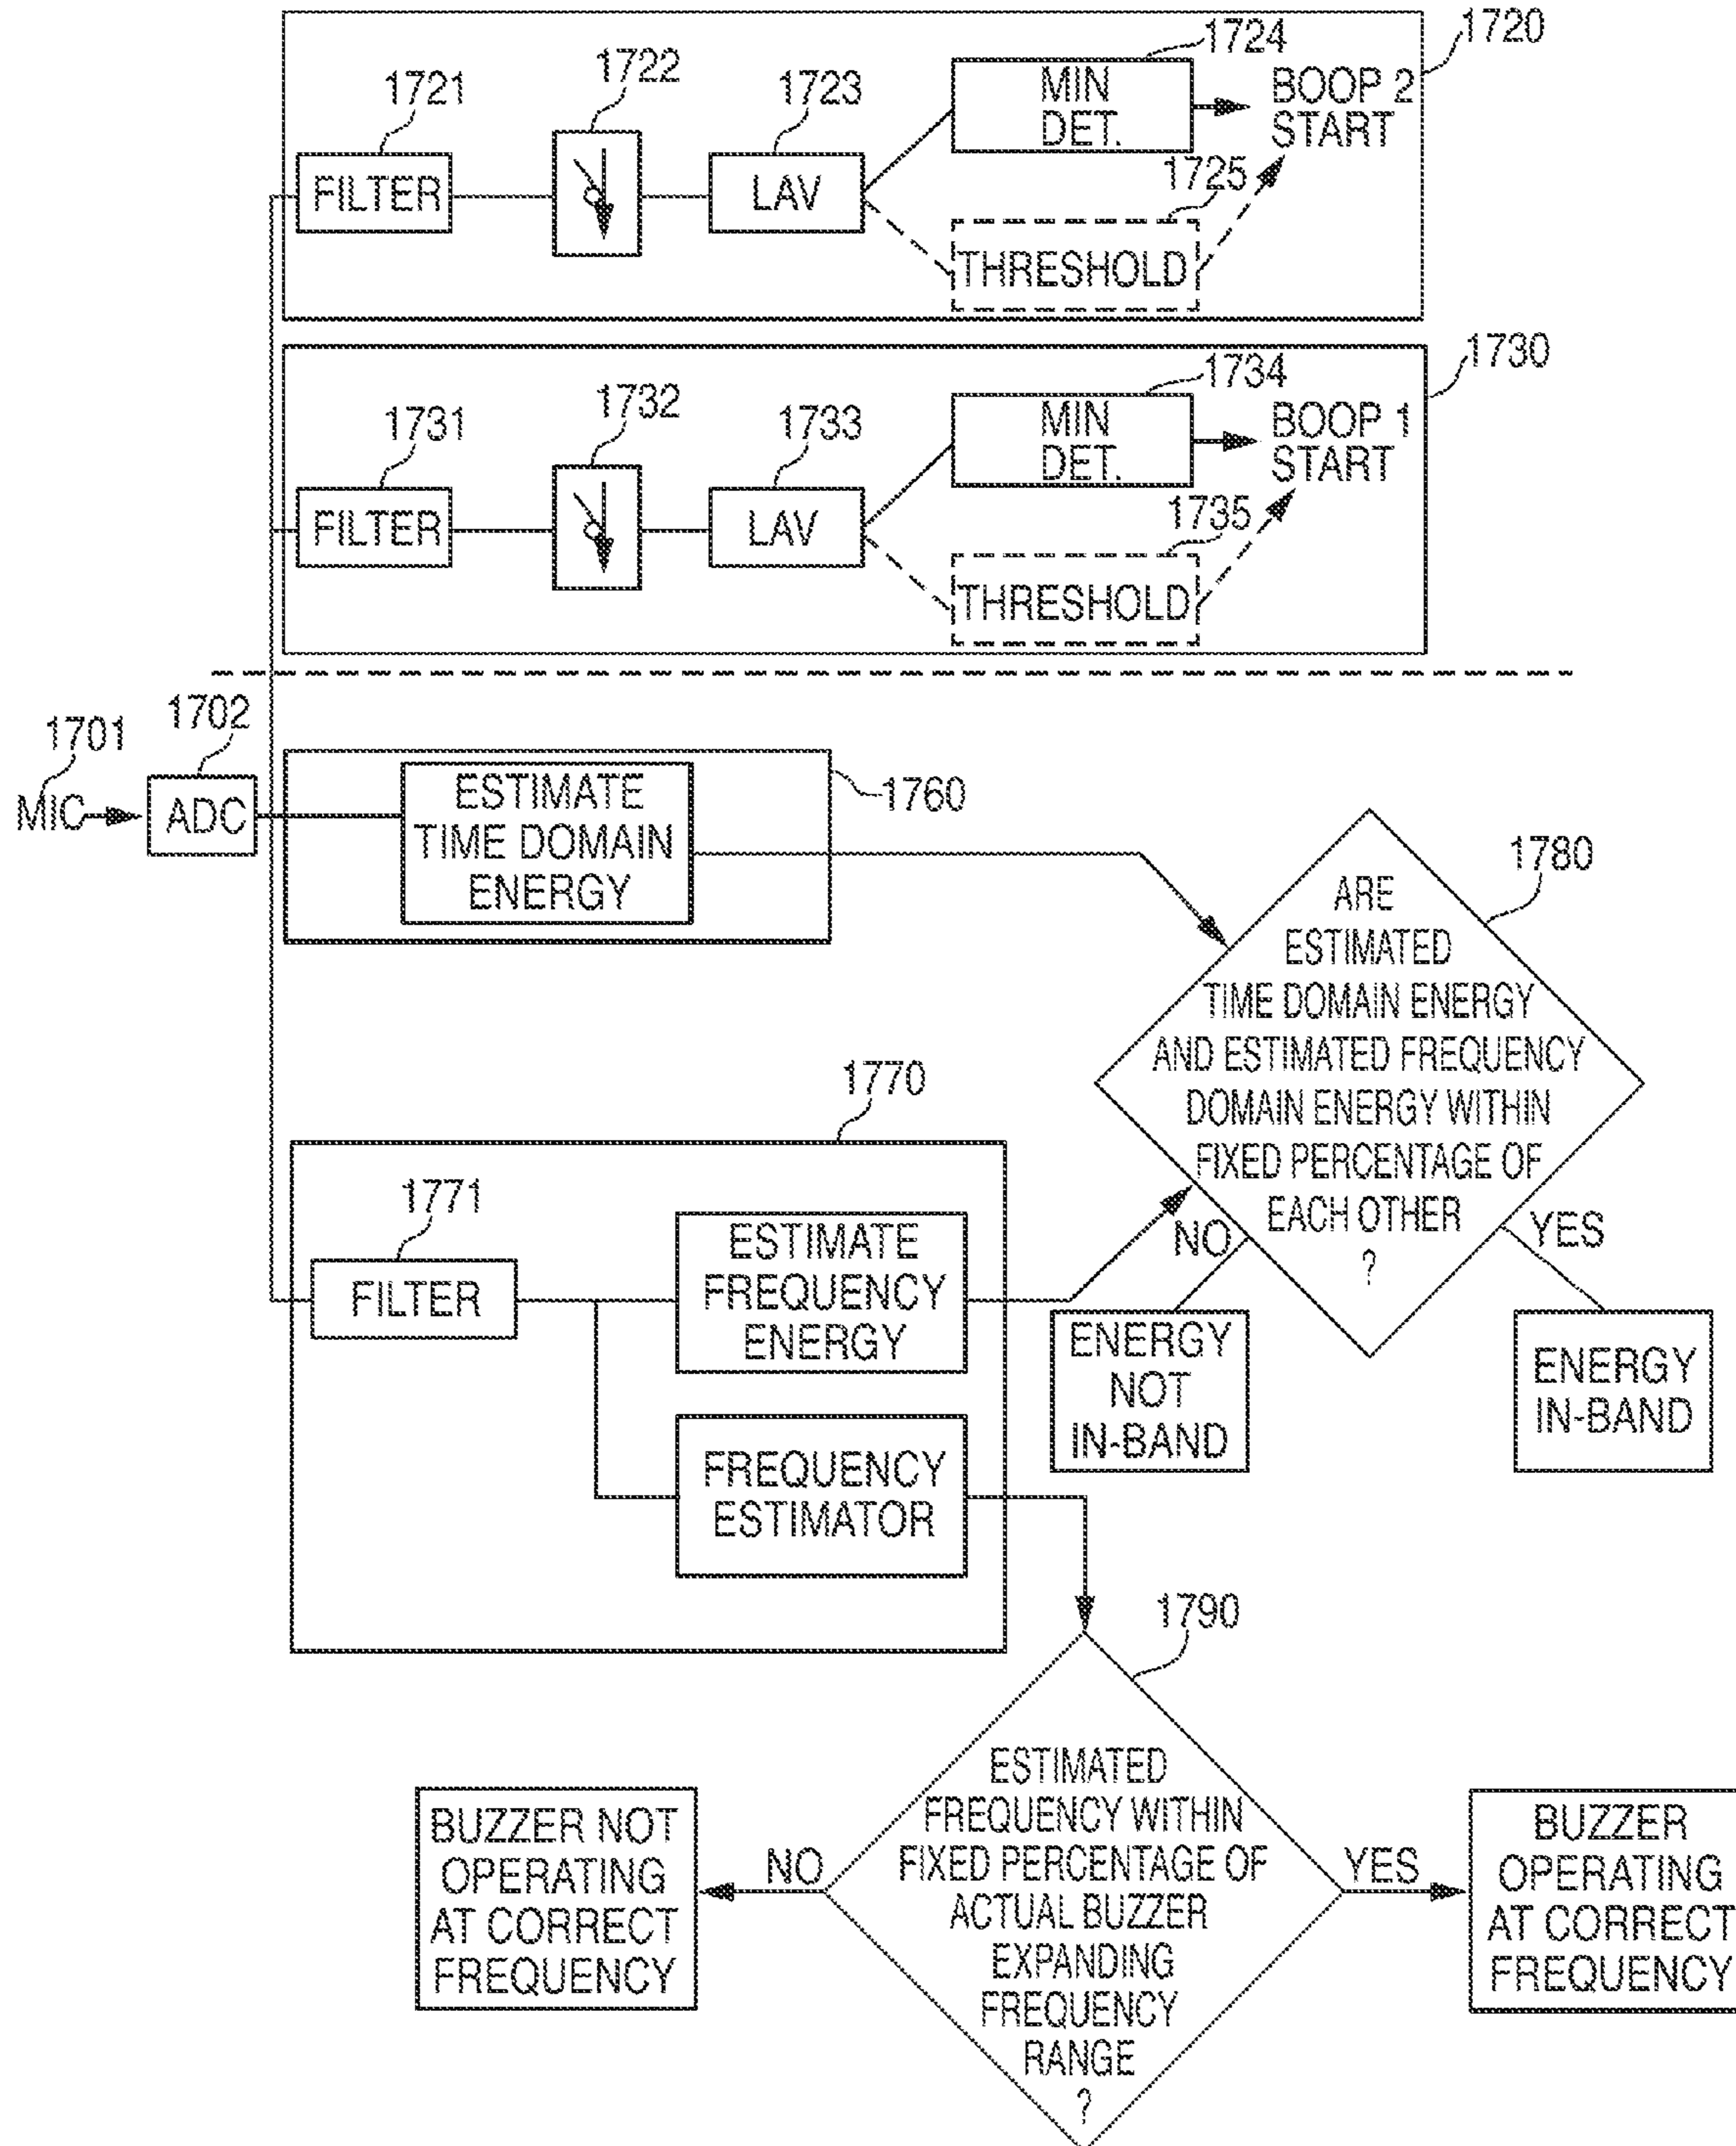 1720
1721
1722
1723
1724
FILTER
LAV
MIN
DET.
BOOP 2
START
1725
THRESHOLD
1730
1731
1732
1733
1734
FILTER
LAV
MIN
DET.
BOOP 1
START
1735
THRESHOLD
1701
1702
MIC
ADC
ESTIMATE
TIME DOMAIN
ENERGY
1760
1780
ARE
ESTIMATED
TIME DOMAIN ENERGY
AND ESTIMATED FREQUENCY
DOMAIN ENERGY WITHIN
FIXED PERCENTAGE OF
EACH OTHER
?
NO
YES
ENERGY
NOT
IN-BAND
ENERGY
IN-BAND
1770
1771
FILTER
ESTIMATE
FREQUENCY
ENERGY
FREQUENCY
ESTIMATOR
1790
ESTIMATED
FREQUENCY WITHIN
FIXED PERCENTAGE OF
ACTUAL BUZZER
EXPANDING
FREQUENCY
RANGE
?
NO
YES
BUZZER NOT
OPERATING
AT CORRECT
FREQUENCY
BUZZER
OPERATING
AT CORRECT
FREQUENCY